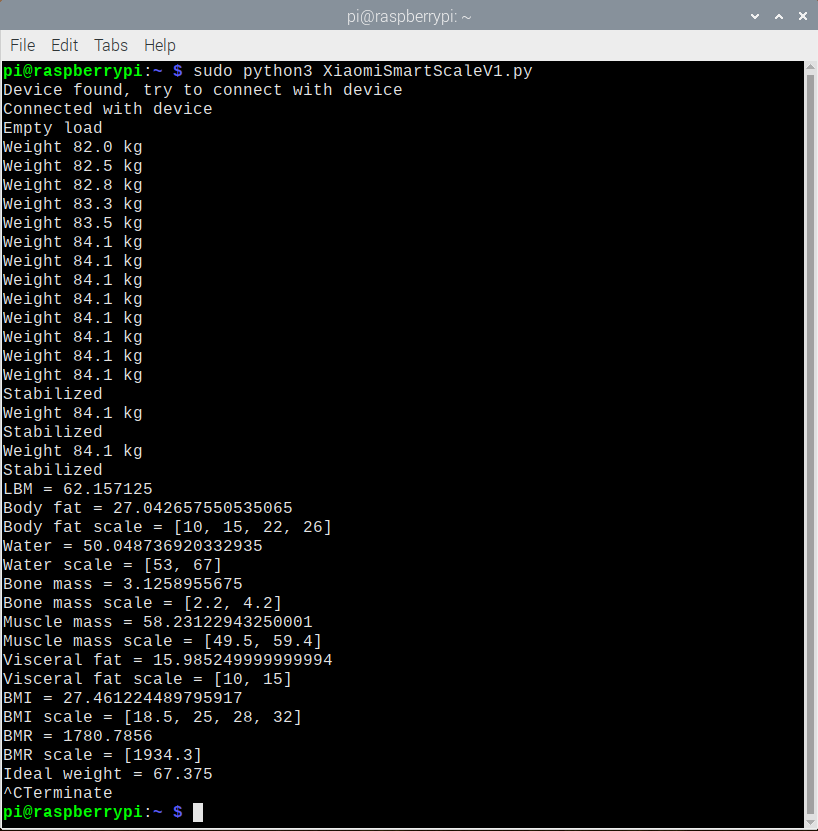 pi@raspberrypi: ~
File Edit Tabs Help
pi@raspberrypi:~ $ sudo python3 XiaomiSmartScaleV1.py
Device found, try to connect with device
Connected with device
Empty load
Weight 82.0 kg
Weight 82.5 kg
Weight 82.8 kg
Weight 83.3 kg
Weight 83.5 kg
Weight 84.1 kg
Weight 84.1 kg
Weight 84.1 kg
Weight 84.1 kg
Weight 84.1 kg
Weight 84.1 kg
Weight 84.1 kg
Weight 84.1 kg
Stabilized
Weight 84.1 kg
Stabilized
Weight 84.1 kg
Stabilized
LBM = 62.157125
Body fat = 27.042657550535065
Body fat scale = [10, 15, 22, 26]
Water = 50.048736920332935
Water scale = [53, 67]
Bone mass = 3.1258955675
Bone mass scale = [2.2, 4.2]
Muscle mass = 58.23122943250001
Muscle mass scale = [49.5, 59.4]
Visceral fat = 15.985249999999994
Visceral fat scale = [10, 15]
BMI = 27.461224489795917
BMI scale = [18.5, 25, 28, 32]
BMR = 1780.7856
BMR scale = [1934.3]
Ideal weight = 67.375
^CTerminate
pi@raspberrypi:~ $